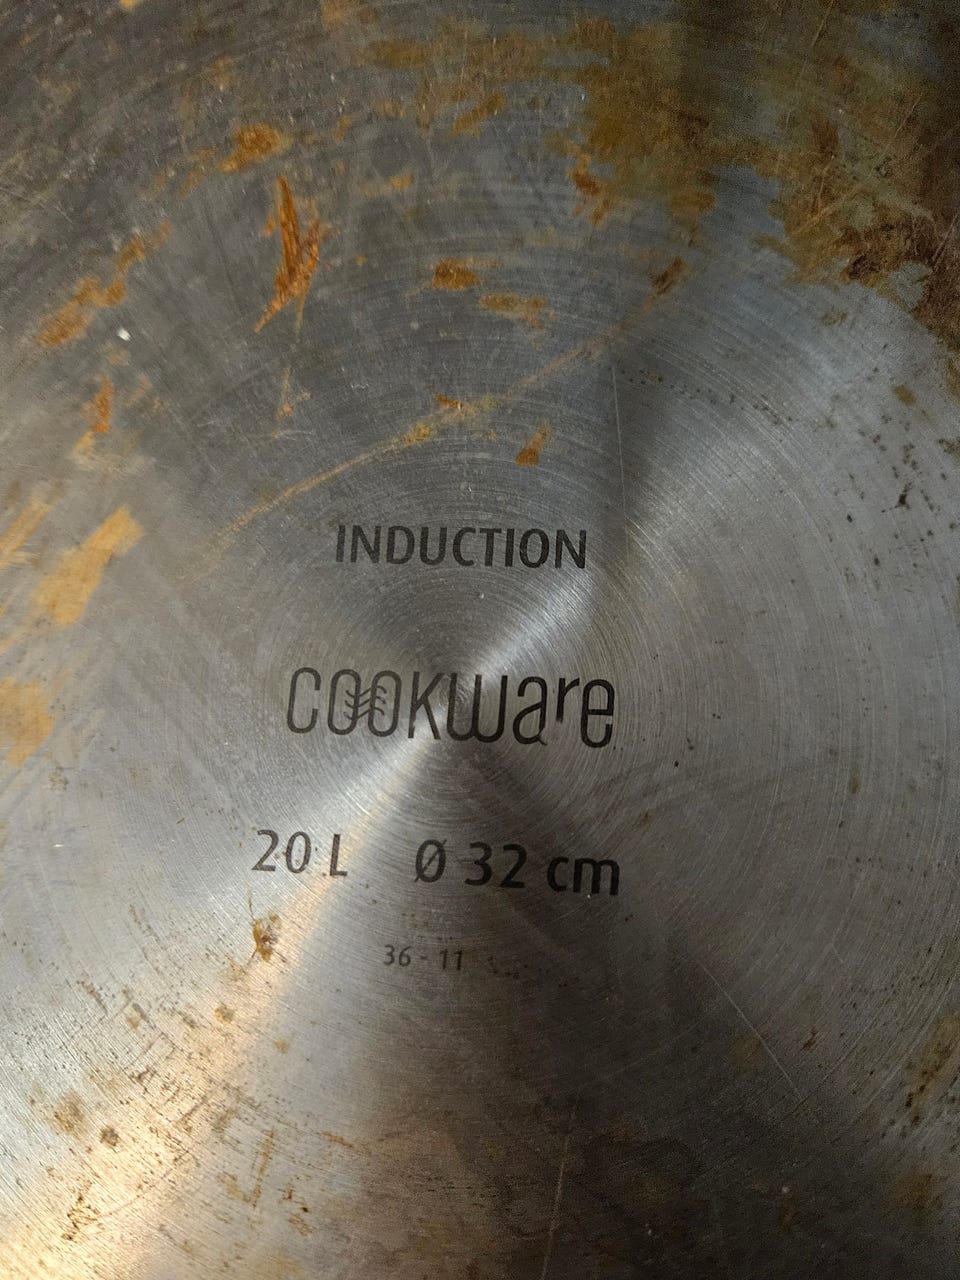 INDUCTION
COOKWare
20 L Ø 32 cm
36 - 11